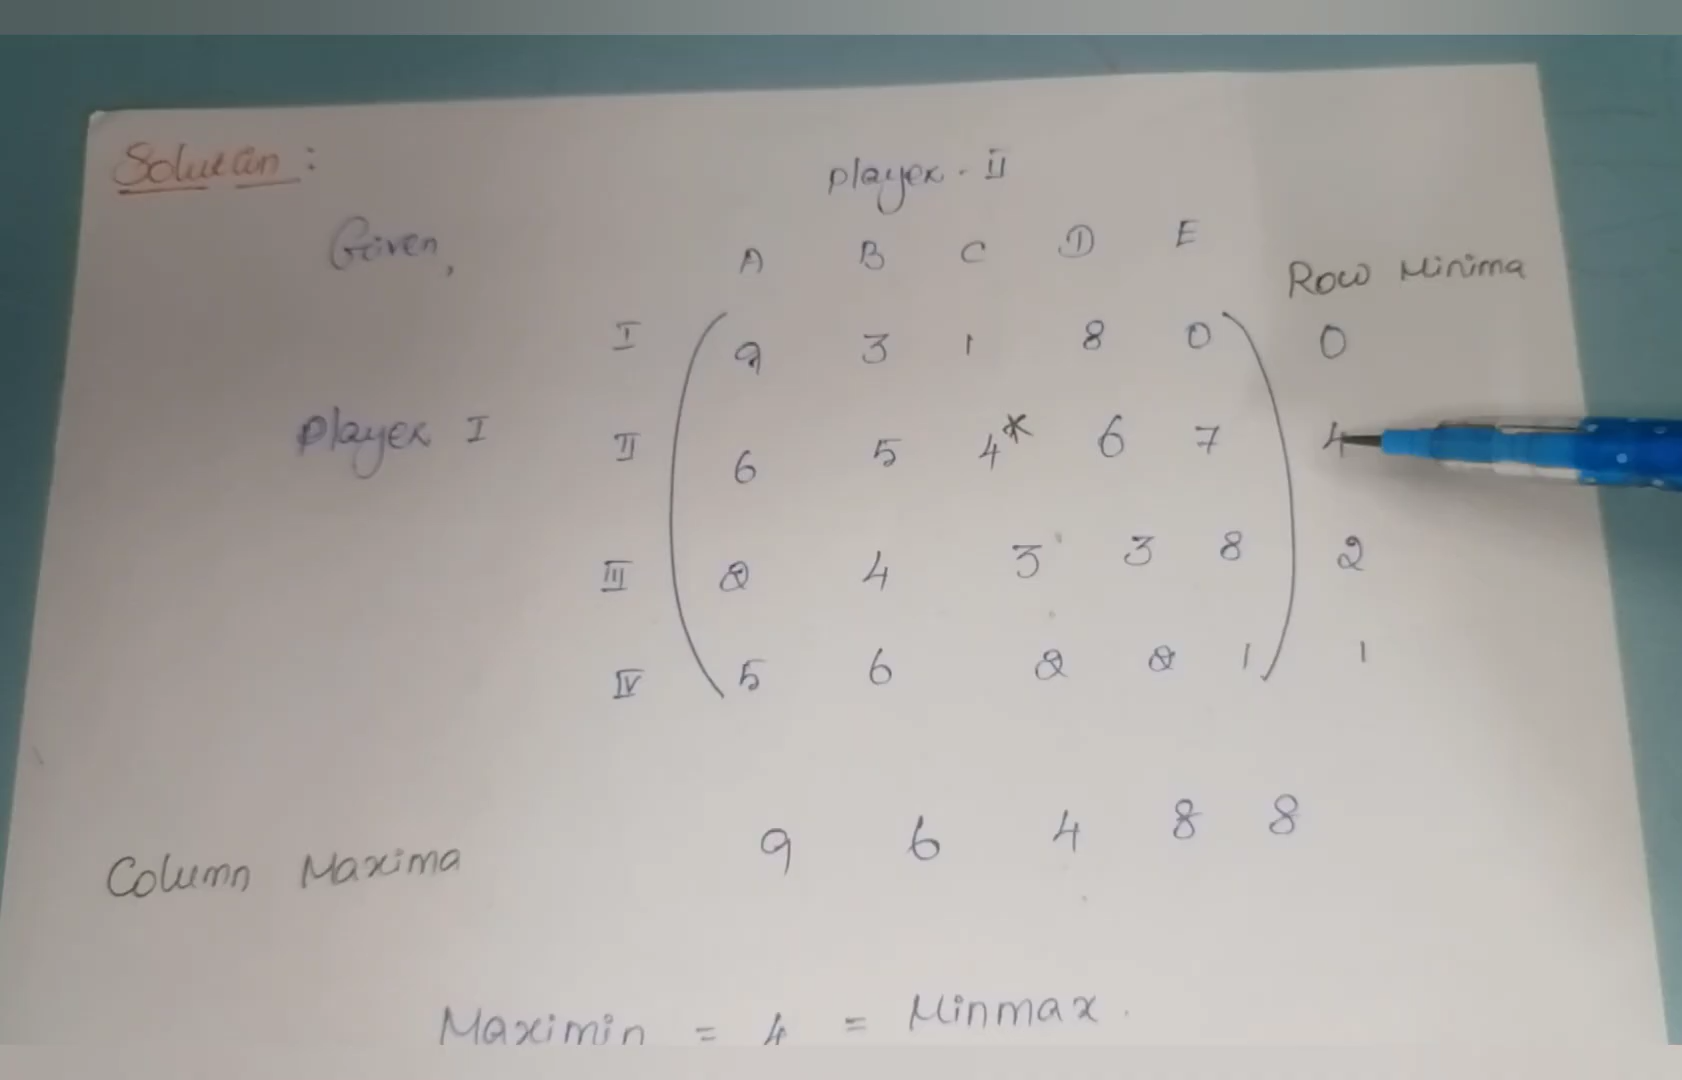 Solution :
Player - II
Given,
A B C D E
Row Minima
I 9 3 1 8 0 0
Player I II 6 5 4* 6 7 4
III 2 4 3 3 8 2
IV 5 6 2 2 1 1
Column Maxima 9 6 4 8 8
Maximin = 4 = Minmax.